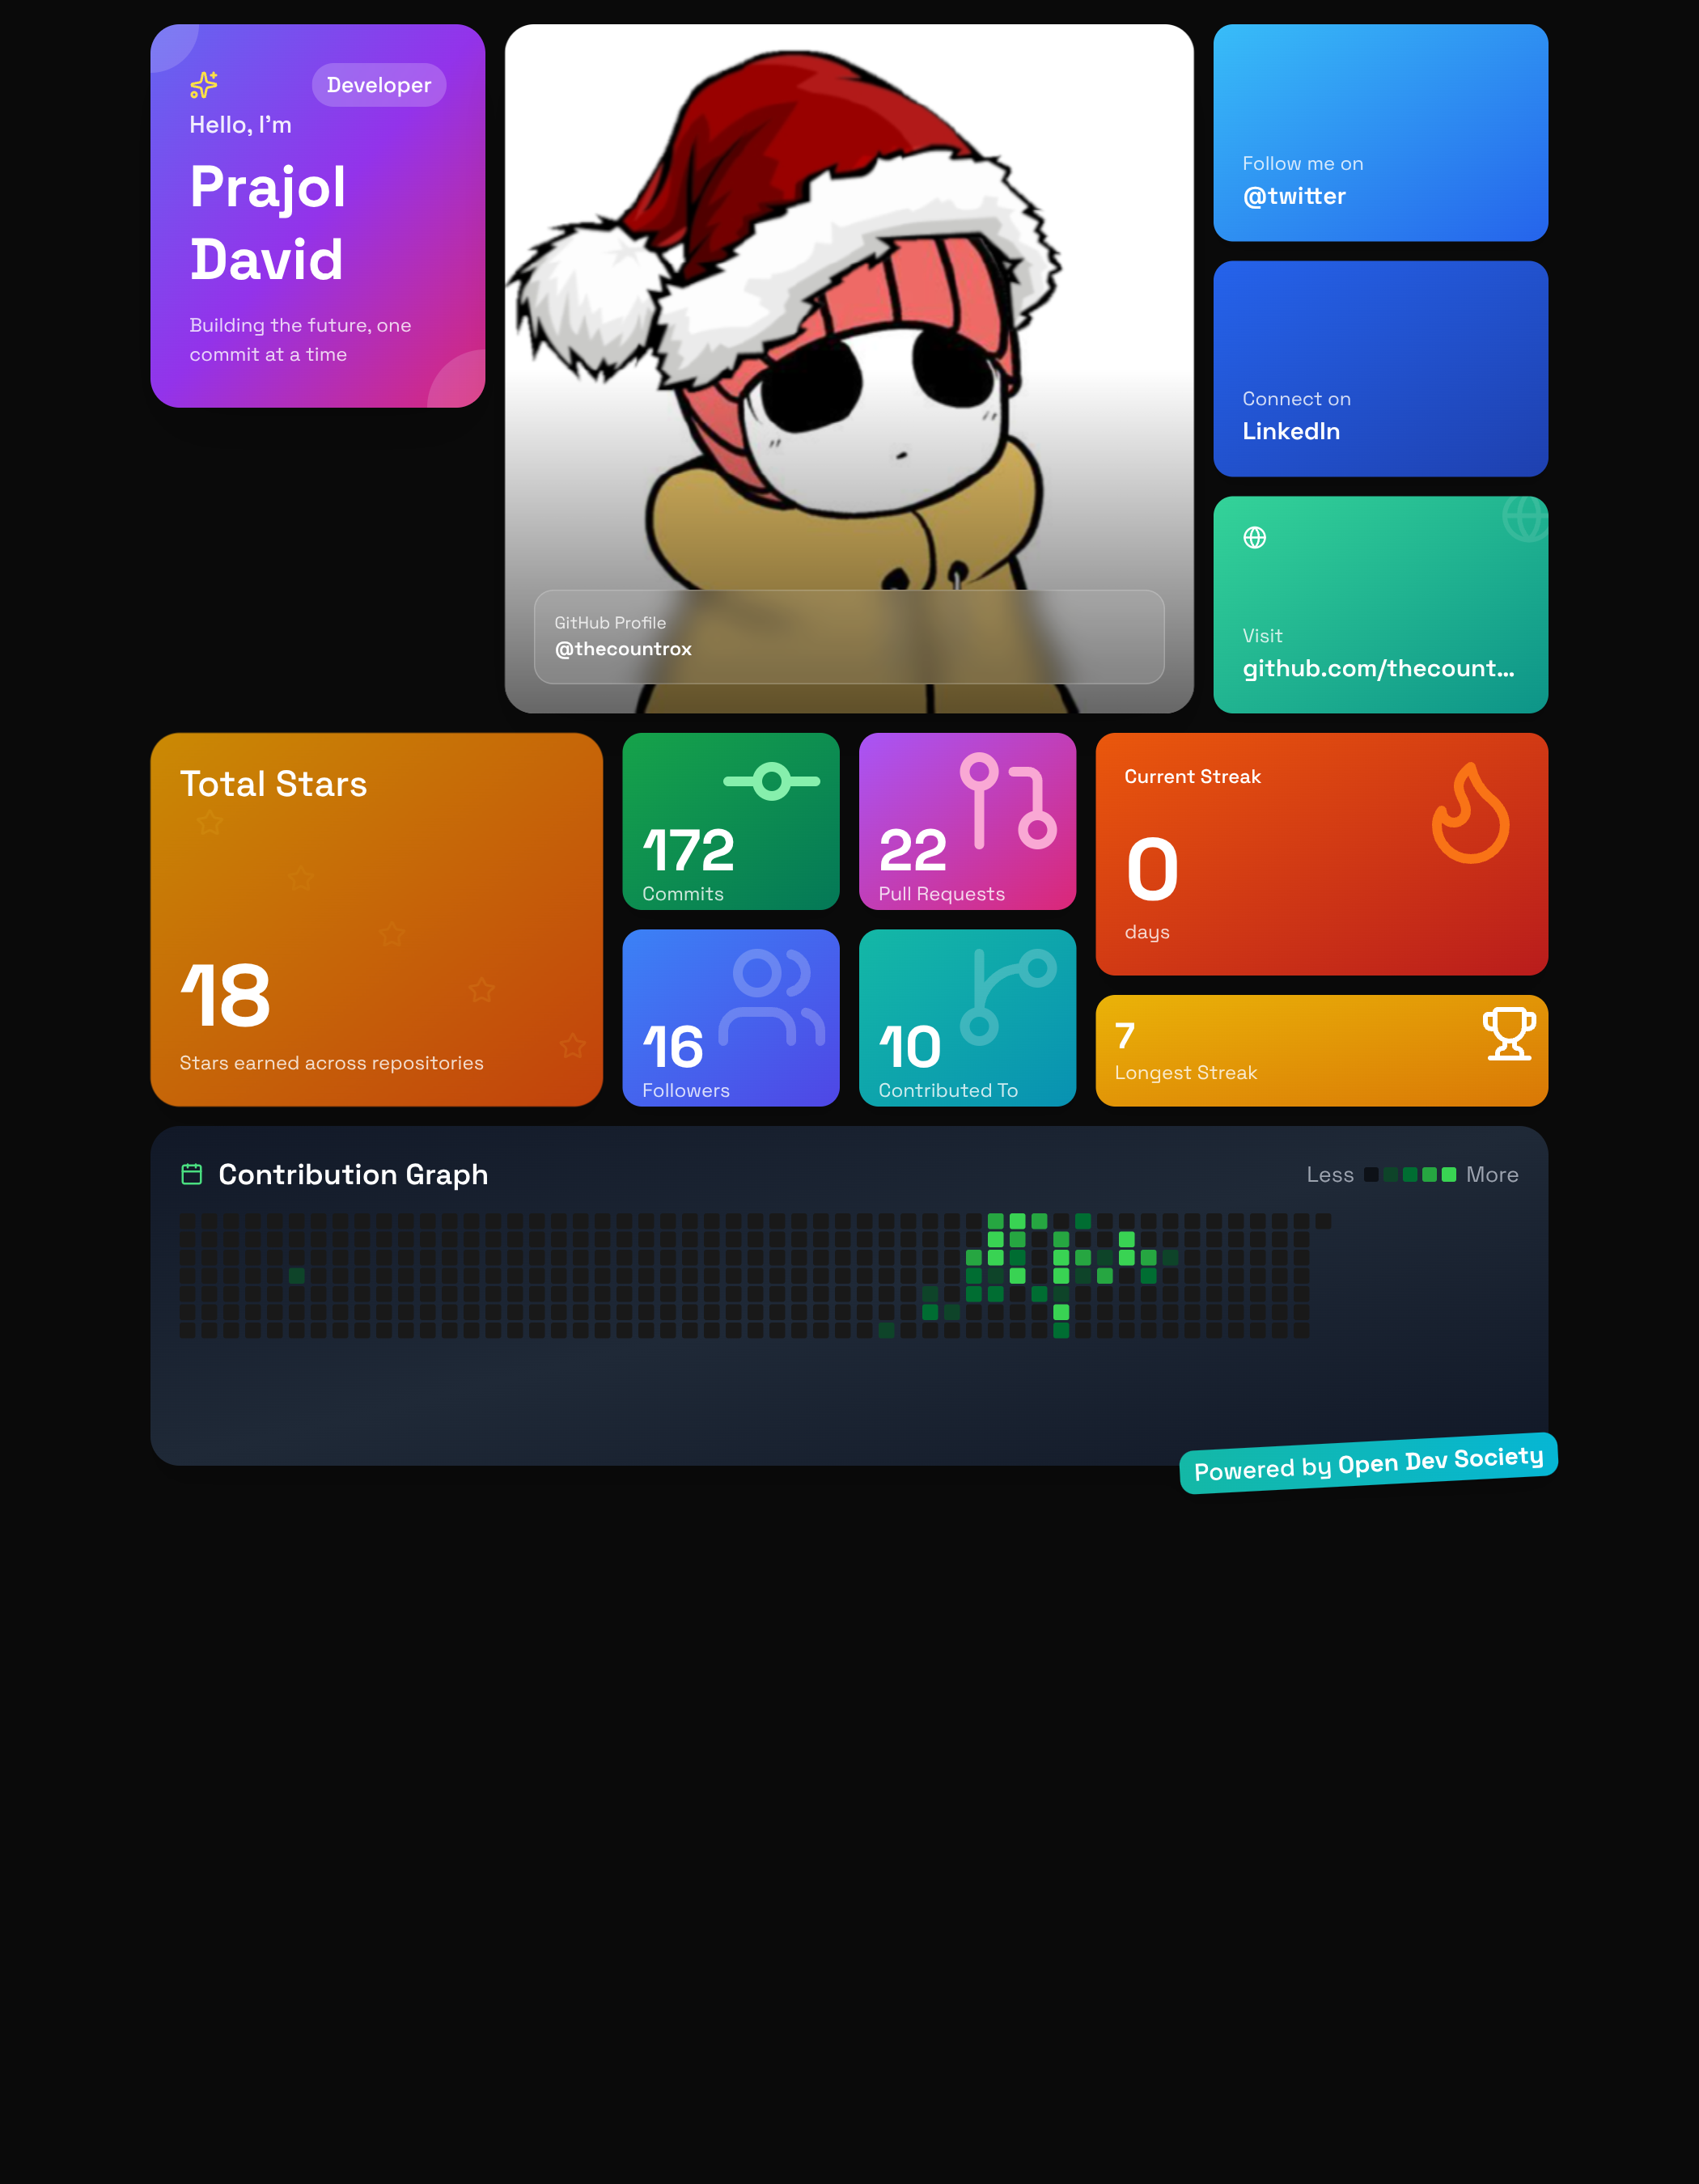 Developer
Hello, I'm
Prajol
David
Building the future, one
commit at a time
GitHub Profile
@thecountrox
Follow me on
@twitter
Connect on
LinkedIn
Visit
github.com/thecount...
Total Stars
18
Stars earned across repositories
172
Commits
22
Pull Requests
16
Followers
10
Contributed To
Current Streak
0
days
7
Longest Streak
Contribution Graph
Less
More
Powered by Open Dev Society